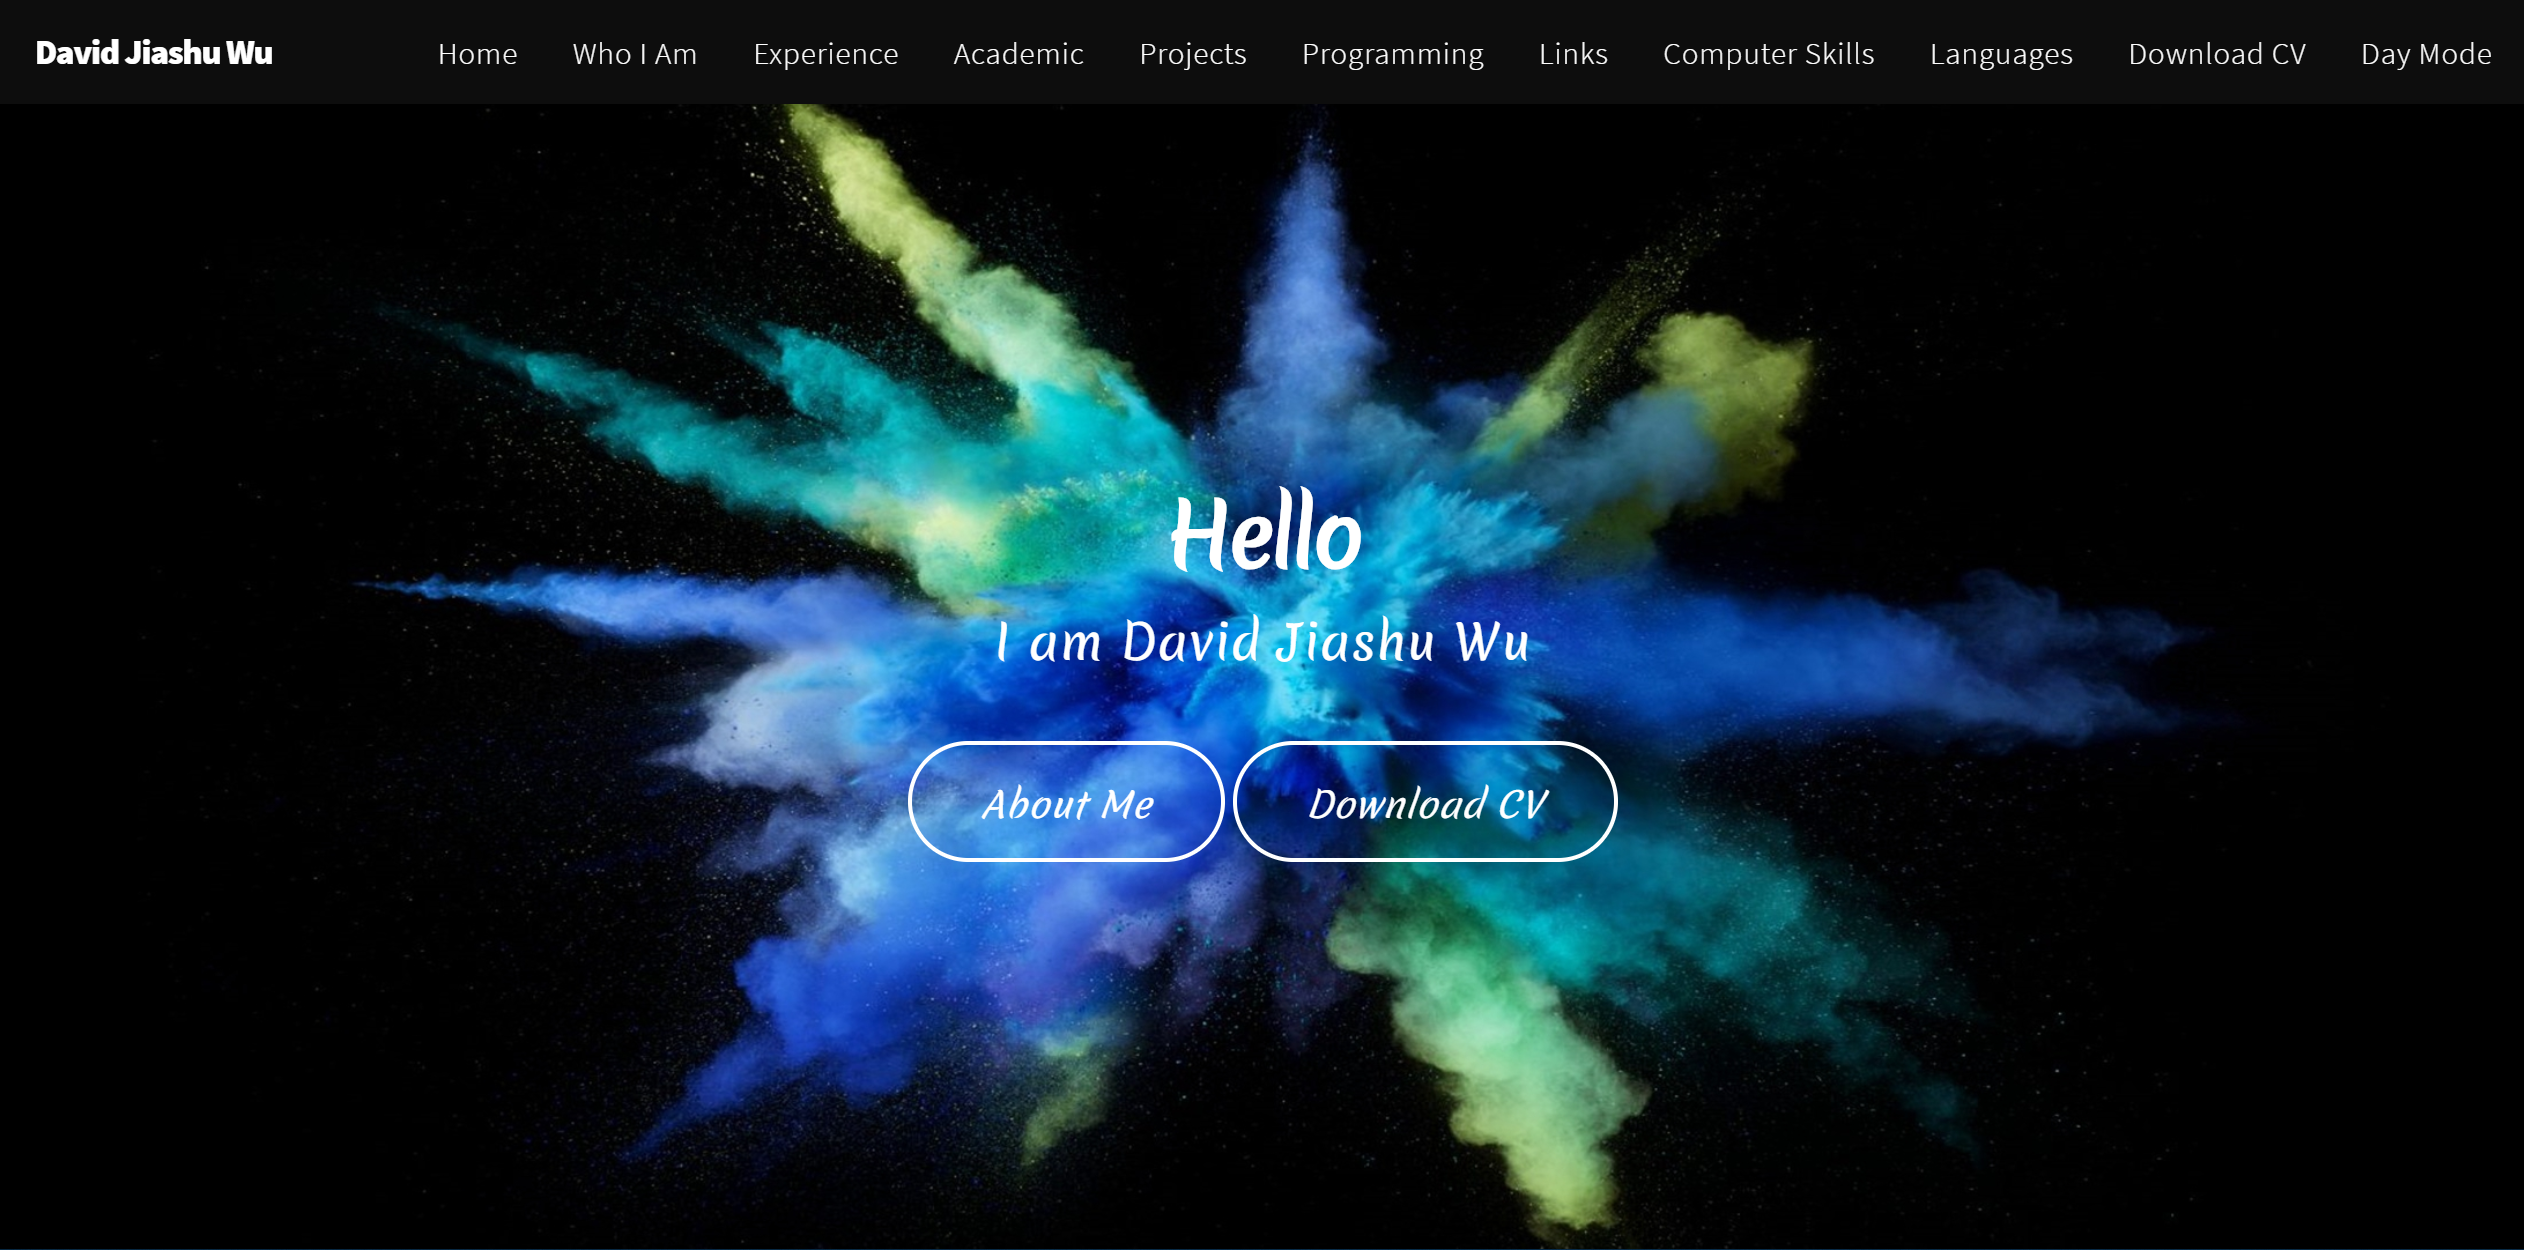 David Jiashu Wu Home Who I Am Experience Academic Projects Programming Links Computer Skills Languages Download CV Day Mode
Hello
I am David Jiashu Wu
About Me Download CV